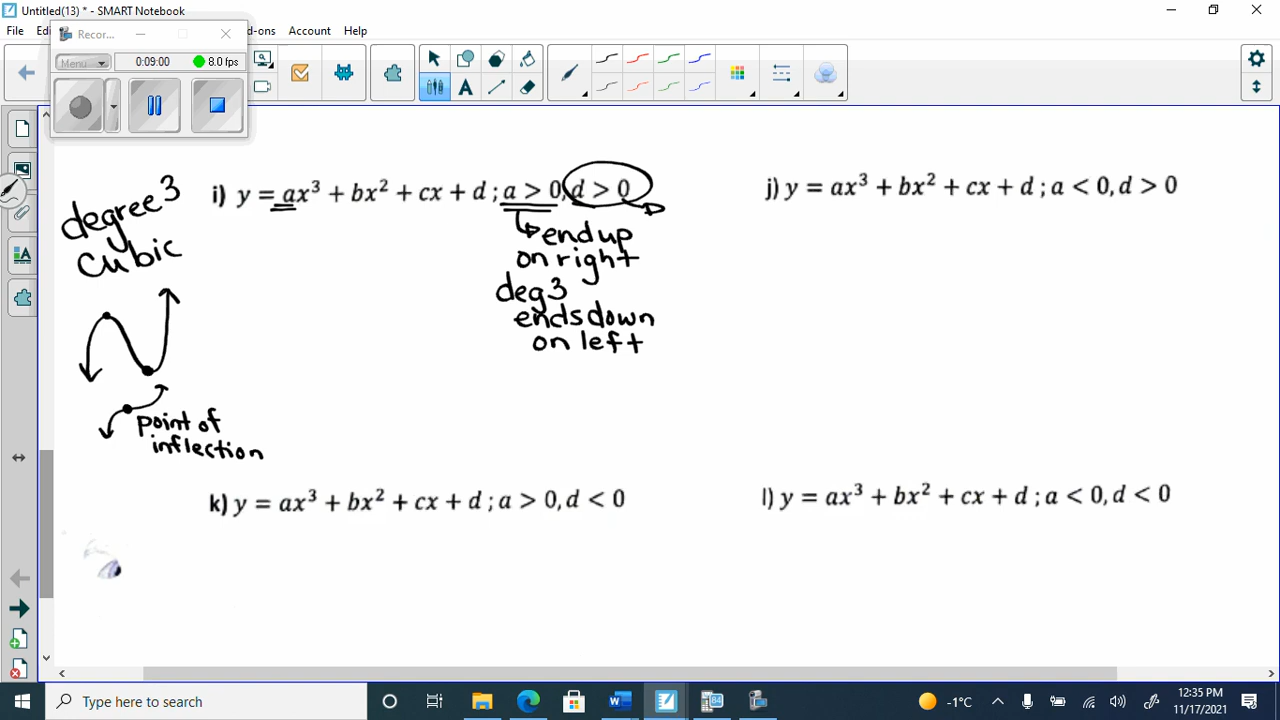 Untitled(13) * - SMART Notebook
File Ed d-ons Account Help
Recor...
Menu 0:09:00 8.0 fps
degree 3
cubic
i) y = ax³ + bx² + cx + d ; a > 0, d > 0
end up
on right
deg 3
ends down
on left
point of
inflection
j) y = ax³ + bx² + cx + d ; a < 0, d > 0
k) y = ax³ + bx² + cx + d ; a > 0, d < 0
l) y = ax³ + bx² + cx + d ; a < 0, d < 0
Type here to search
-1°C
12:35 PM
11/17/2021